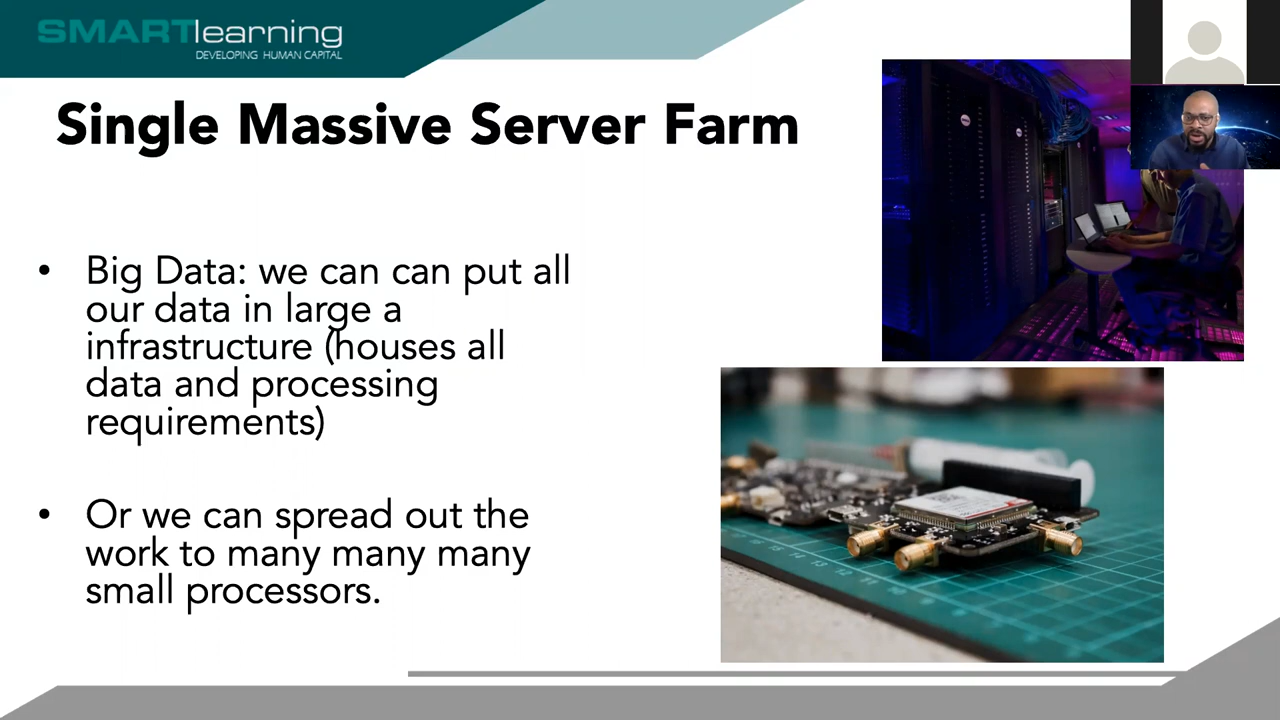 SMARTlearning
DEVELOPING HUMAN CAPITAL
Single Massive Server Farm
• Big Data: we can can put all
our data in large a
infrastructure (houses all
data and processing
requirements)
• Or we can spread out the
work to many many many
small processors.